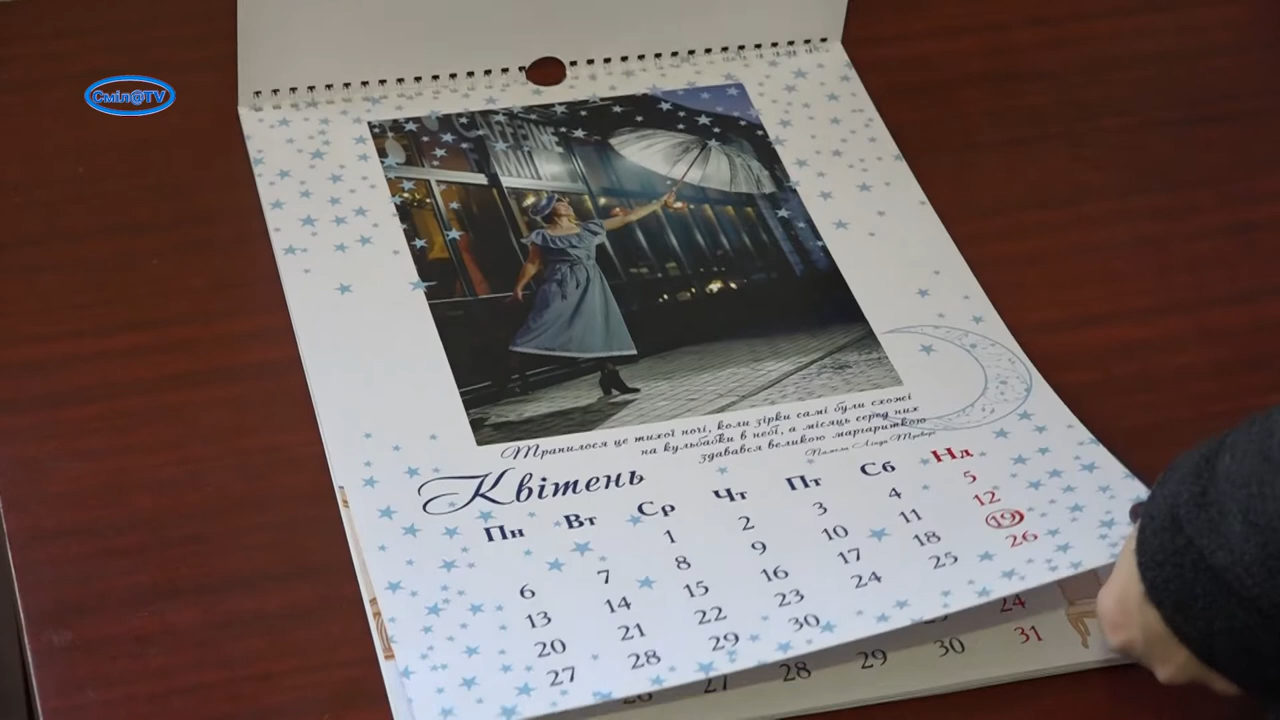 Сміл@TV
CAFFEINE
Трапилося це тихої ночі, коли зірки самі були схожі
на кульбабки в небі, а місяць серед них
здавався великою маргариткою
Памела Лінда Треверс
Квітень
Пн Вт Ср Чт Пт Сб Нд
1 2 3 4 5
6 7 8 9 10 11 12
13 14 15 16 17 18 19
20 21 22 23 24 25 26
27 28 29 30
24
26 27 28 29 30 31